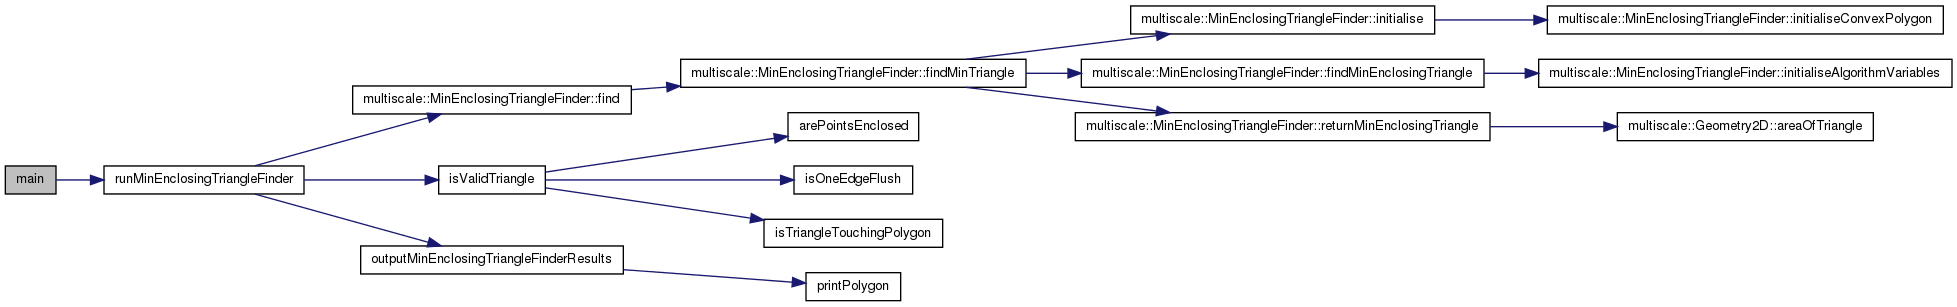 main
runMinEnclosingTriangleFinder
multiscale::MinEnclosingTriangleFinder::find
isValidTriangle
outputMinEnclosingTriangleFinderResults
multiscale::MinEnclosingTriangleFinder::findMinTriangle
arePointsEnclosed
isOneEdgeFlush
isTriangleTouchingPolygon
printPolygon
multiscale::MinEnclosingTriangleFinder::initialise
multiscale::MinEnclosingTriangleFinder::findMinEnclosingTriangle
multiscale::MinEnclosingTriangleFinder::returnMinEnclosingTriangle
multiscale::MinEnclosingTriangleFinder::initialiseConvexPolygon
multiscale::MinEnclosingTriangleFinder::initialiseAlgorithmVariables
multiscale::Geometry2D::areaOfTriangle